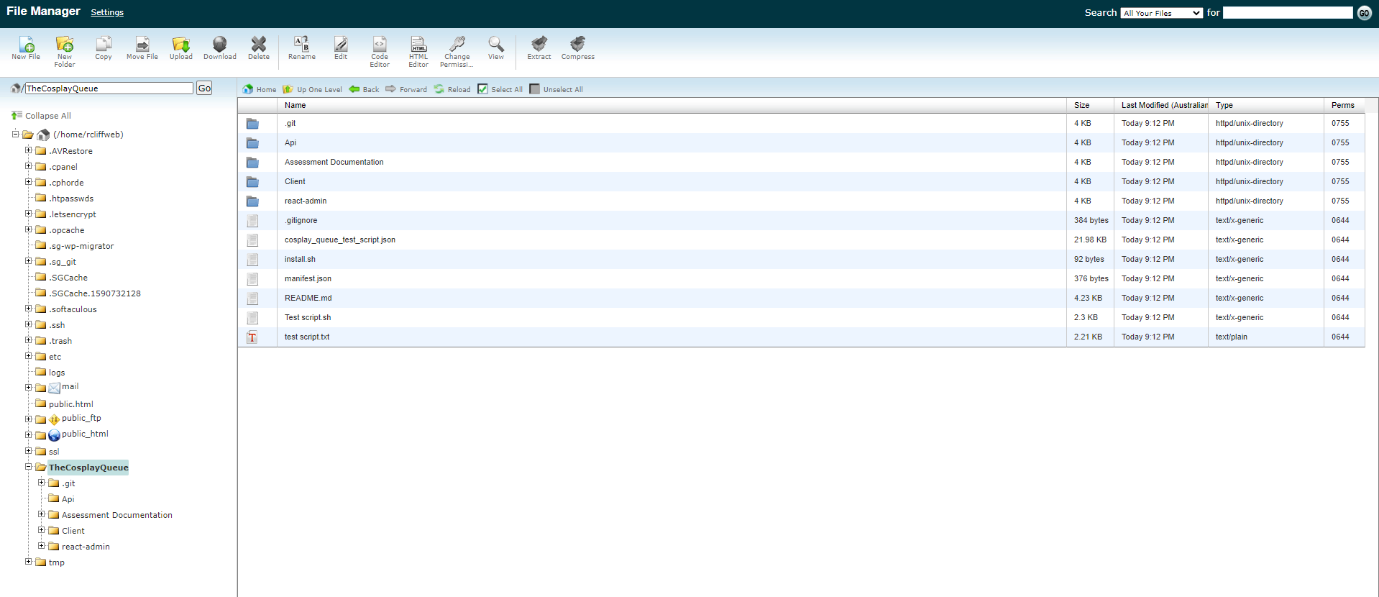 File Manager Settings
Search All Your Files for GO
New File New Folder Copy Move File Upload Download Delete Rename Edit Code Editor HTML Editor Change Permissi... View Extract Compress
/TheCosplayQueue Go
Home Up One Level Back Forward Reload Select All Unselect All
Collapse All
(/home/rcliffweb)
.AVRestore
.cpanel
.cphorde
.htpasswds
.letsencrypt
.opcache
.sg-wp-migrator
.sg_git
.SGCache
.SGCache.1590732128
.softaculous
.ssh
.trash
etc
logs
mail
public.html
public_ftp
public_html
ssl
TheCosplayQueue
.git
Api
Assessment Documentation
Client
react-admin
tmp
Name Size Last Modified (Australian Type Perms
.git 4 KB Today 9:12 PM httpd/unix-directory 0755
Api 4 KB Today 9:12 PM httpd/unix-directory 0755
Assessment Documentation 4 KB Today 9:12 PM httpd/unix-directory 0755
Client 4 KB Today 9:12 PM httpd/unix-directory 0755
react-admin 4 KB Today 9:12 PM httpd/unix-directory 0755
.gitignore 384 bytes Today 9:12 PM text/x-generic 0644
cosplay_queue_test_script.json 21.98 KB Today 9:12 PM text/x-generic 0644
install.sh 92 bytes Today 9:12 PM text/x-generic 0644
manifest.json 376 bytes Today 9:12 PM text/x-generic 0644
README.md 4.23 KB Today 9:12 PM text/x-generic 0644
Test script.sh 2.3 KB Today 9:12 PM text/x-generic 0644
test script.txt 2.21 KB Today 9:12 PM text/plain 0644